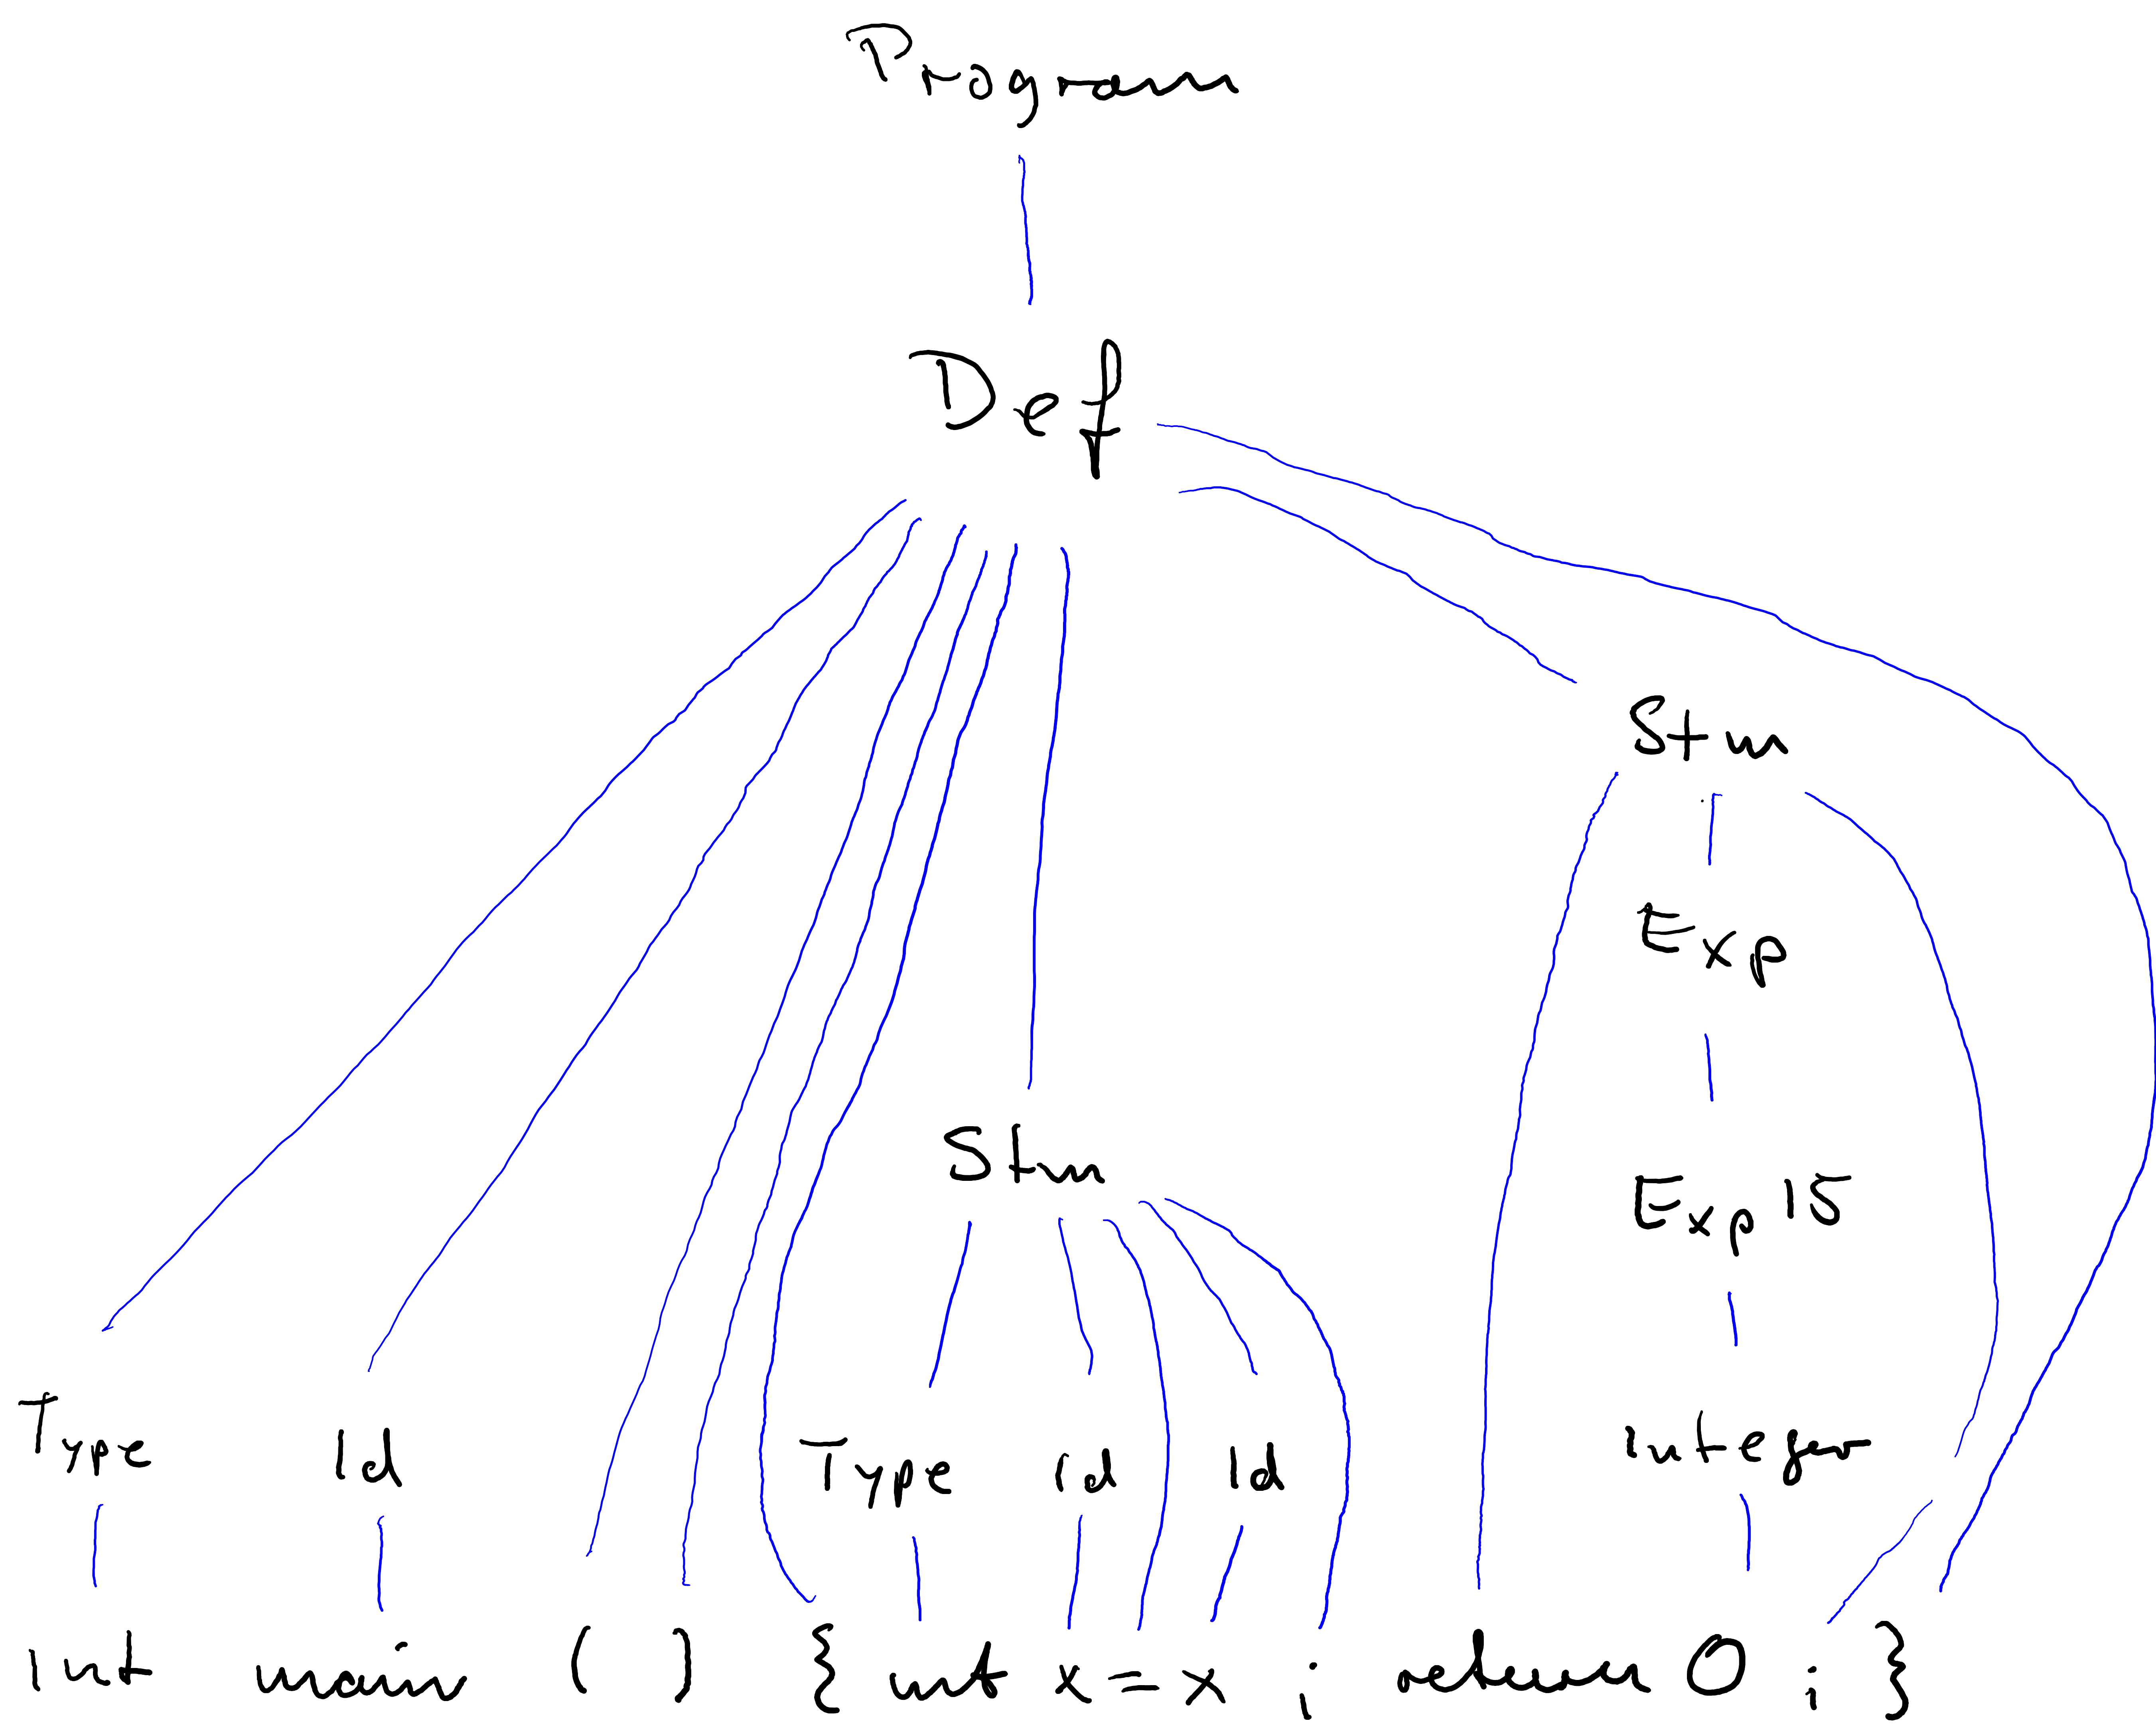 Program
Def
Stm
Exp
Stm
Exp15
Type Id Type id Id integer
int main ( ) { int x = x ; return 0 ; }